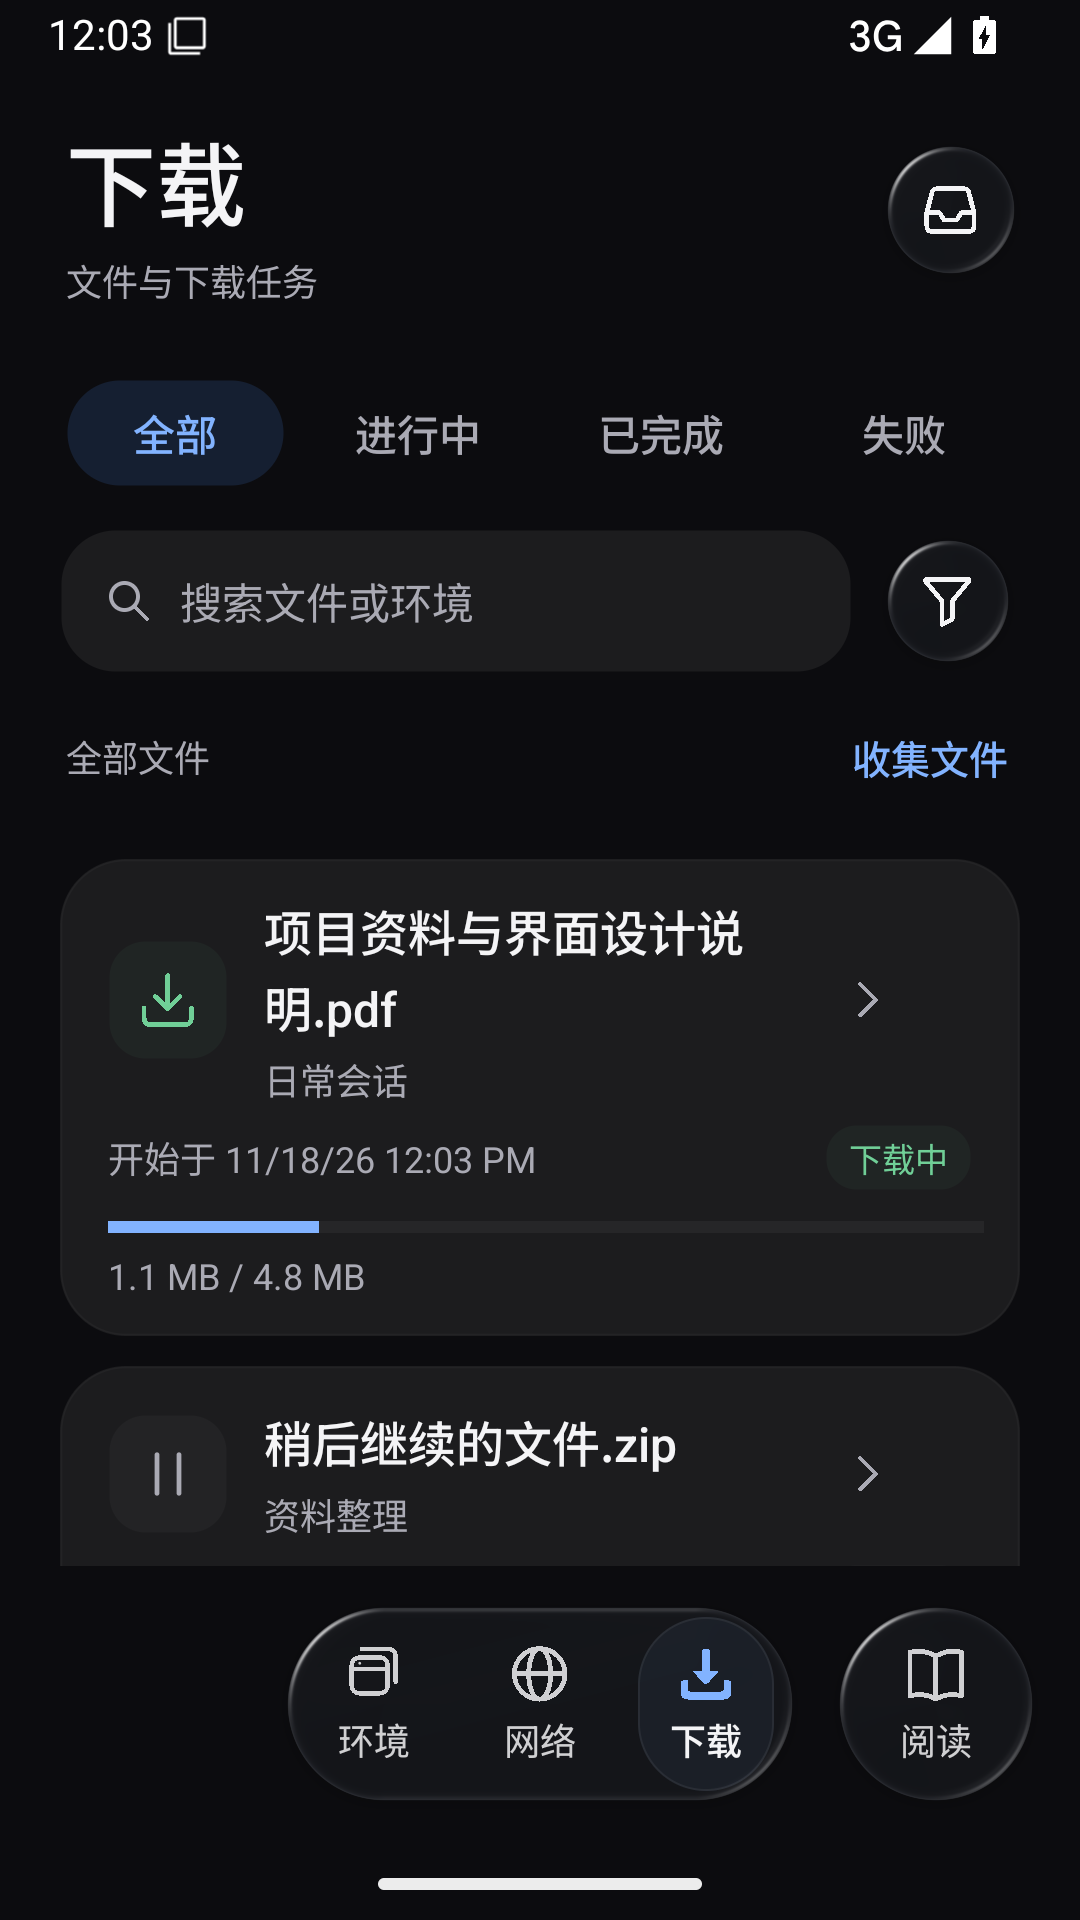 12:03
3G
下载
文件与下载任务
全部
进行中
已完成
失败
搜索文件或环境
全部文件
收集文件
项目资料与界面设计说
明.pdf
日常会话
开始于 11/18/26 12:03 PM
下载中
1.1 MB / 4.8 MB
稍后继续的文件.zip
资料整理
环境
网络
下载
阅读